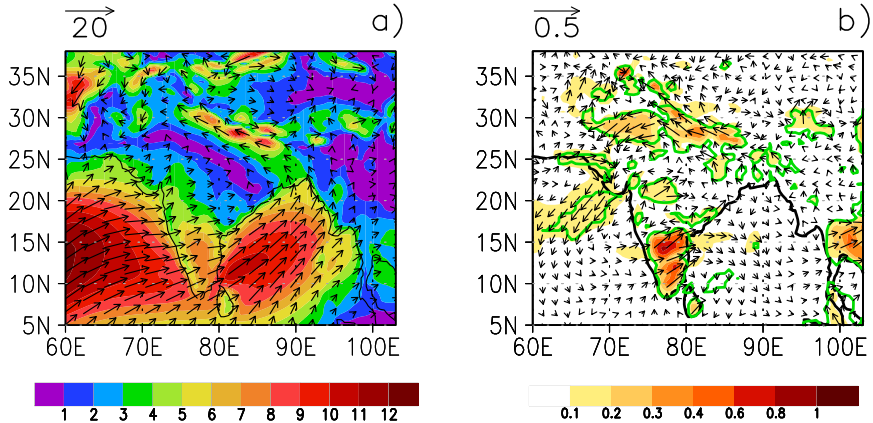 20 a) 0.5 b)
35N 35N
30N 30N
25N 25N
20N 20N
15N 15N
10N 10N
5N 5N
60E 70E 80E 90E 100E 60E 70E 80E 90E 100E
1 2 3 4 5 6 7 8 9 10 11 12 0.1 0.2 0.3 0.4 0.6 0.8 1